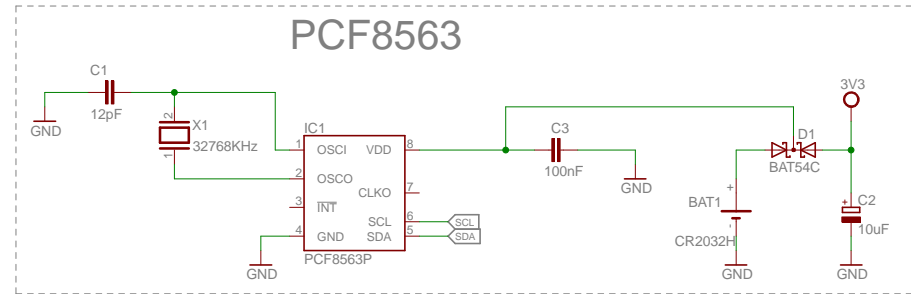 PCF8563
C1
12pF
GND
2
X1
1
32768KHz
IC1
1 OSCI VDD 8
2 OSCO
CLKO 7
3 INT
SCL 6 SCL
4 GND SDA 5 SDA
PCF8563P
GND
C3
100nF
GND
3V3
D1
BAT54C
+
BAT1
-
CR2032H
GND
+
C2
10uF
GND